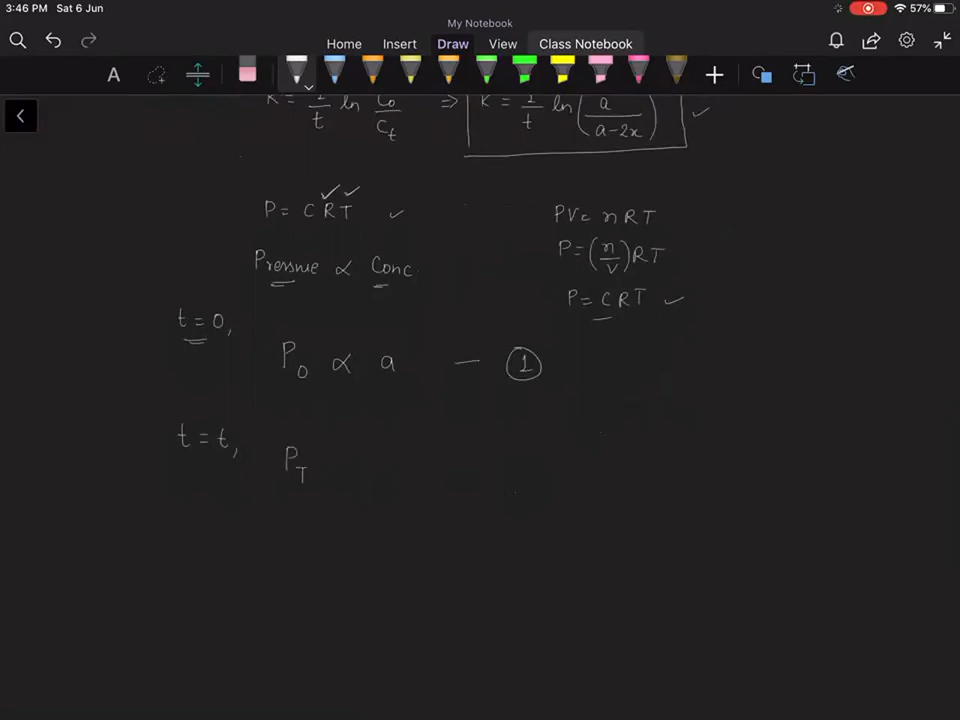 3:46 PM Sat 6 Jun
57%
My Notebook
Home Insert Draw View Class Notebook
A
K = 1/t ln C₀/Cₜ ⇒ K = 1/t ln (a/(a-2x)) ✓
P = CRT ✓
Pressure ∝ Conc.
PV = nRT
P = (n/V)RT
P = CRT ✓
t = 0,
P₀ ∝ a — ①
t = t,
P_T